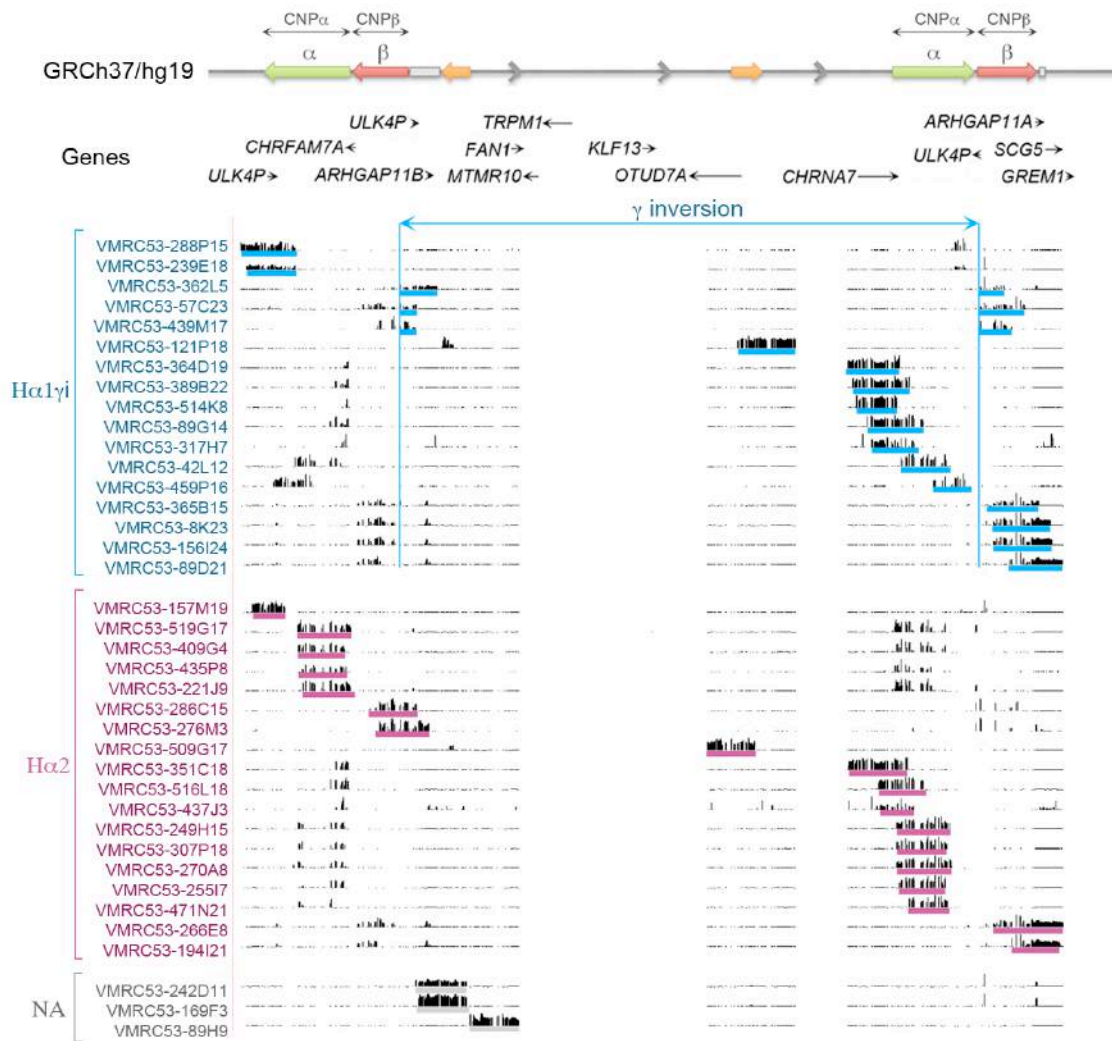 CNPα CNPβ CNPα CNPβ
α β α β
GRCh37/hg19
ULK4P TRPM1 ARHGAP11A
Genes CHRFAM7A FAN1 KLF13 ULK4P SCG5
ULK4P ARHGAP11B MTMR10 OTUD7A CHRNA7 GREM1
γ inversion
VMRC53-288P15
VMRC53-239E18
VMRC53-362L5
VMRC53-57C23
VMRC53-439M17
VMRC53-121P18
VMRC53-364D19
Hα1γi
VMRC53-389B22
VMRC53-514K8
VMRC53-89G14
VMRC53-317H7
VMRC53-42L12
VMRC53-459P16
VMRC53-365B15
VMRC53-8K23
VMRC53-156I24
VMRC53-89D21
VMRC53-157M19
VMRC53-519G17
VMRC53-409G4
VMRC53-435P8
VMRC53-221J9
VMRC53-286C15
VMRC53-276M3
VMRC53-509G17
Hα2
VMRC53-351C18
VMRC53-516L18
VMRC53-437J3
VMRC53-249H15
VMRC53-307P18
VMRC53-270A8
VMRC53-255I7
VMRC53-471N21
VMRC53-266E8
VMRC53-194I21
VMRC53-242D11
NA VMRC53-169F3
VMRC53-89H9